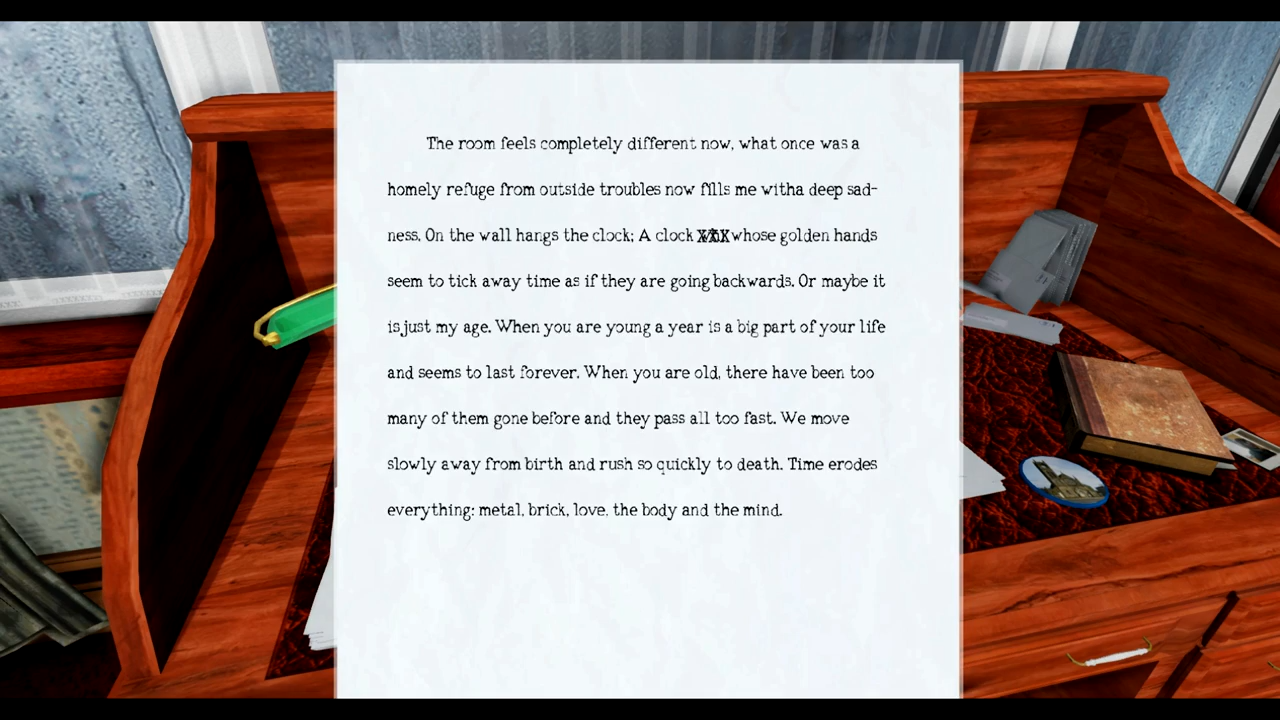 The room feels completely different now, what once was a
homely refuge from outside troubles now fills me witha deep sad-
ness. On the wall hangs the clock; A clock whose golden hands
seem to tick away time as if they are going backwards. Or maybe it
is just my age. When you are young a year is a big part of your life
and seems to last forever. When you are old, there have been too
many of them gone before and they pass all too fast. We move
slowly away from birth and rush so quickly to death. Time erodes
everything: metal, brick, love. the body and the mind.